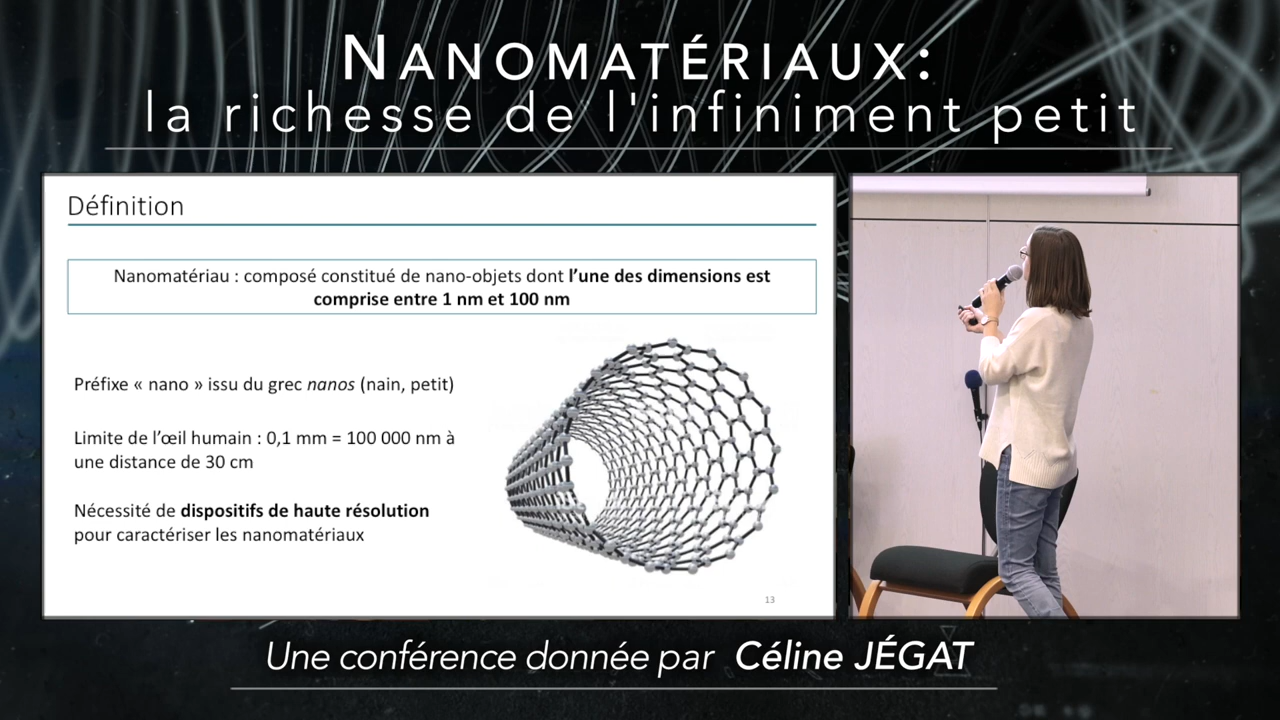 NANOMATÉRIAUX:
la richesse de l'infiniment petit
Définition
Nanomatériau : composé constitué de nano-objets dont l’une des dimensions est
comprise entre 1 nm et 100 nm
Préfixe « nano » issu du grec nanos (nain, petit)
Limite de l’œil humain : 0,1 mm = 100 000 nm à
une distance de 30 cm
Nécessité de dispositifs de haute résolution
pour caractériser les nanomatériaux
13
Une conférence donnée par Céline JÉGAT